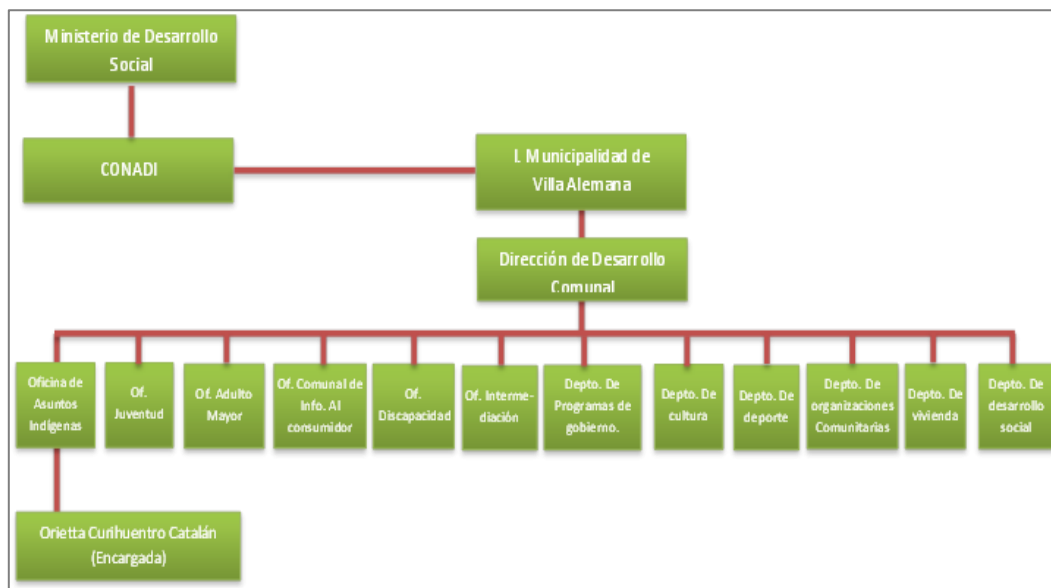 Ministerio de Desarrollo
Social
CONADI
I. Municipalidad de
Villa Alemana
Dirección de Desarrollo
Comunal
Oficina de
Asuntos
Indígenas
Of.
Juventud
Of. Adulto
Mayor
Of. Comunal de
Info. Al
consumidor
Of.
Discapacidad
Of. Interme-
diación
Depto. De
Programas de
gobierno.
Depto. De
cultura
Depto. De
deporte
Depto. De
organizaciones
Comunitarias
Depto. De
vivienda
Depto. De
desarrollo
social
Orietta Curihuentro Catalán
(Encargada)